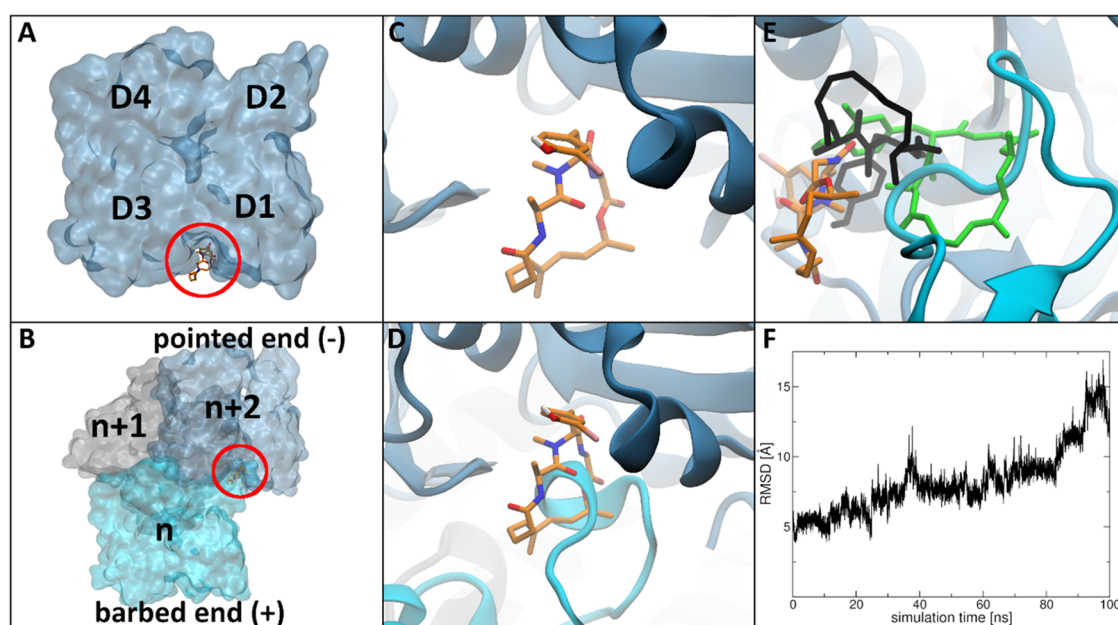 A
D4
D2
D3
D1
B
pointed end (-)
n+1
n+2
n
barbed end (+)
C
D
E
F
15
10
5
RMSD [Å]
0
20
40
60
80
100
simulation time [ns]